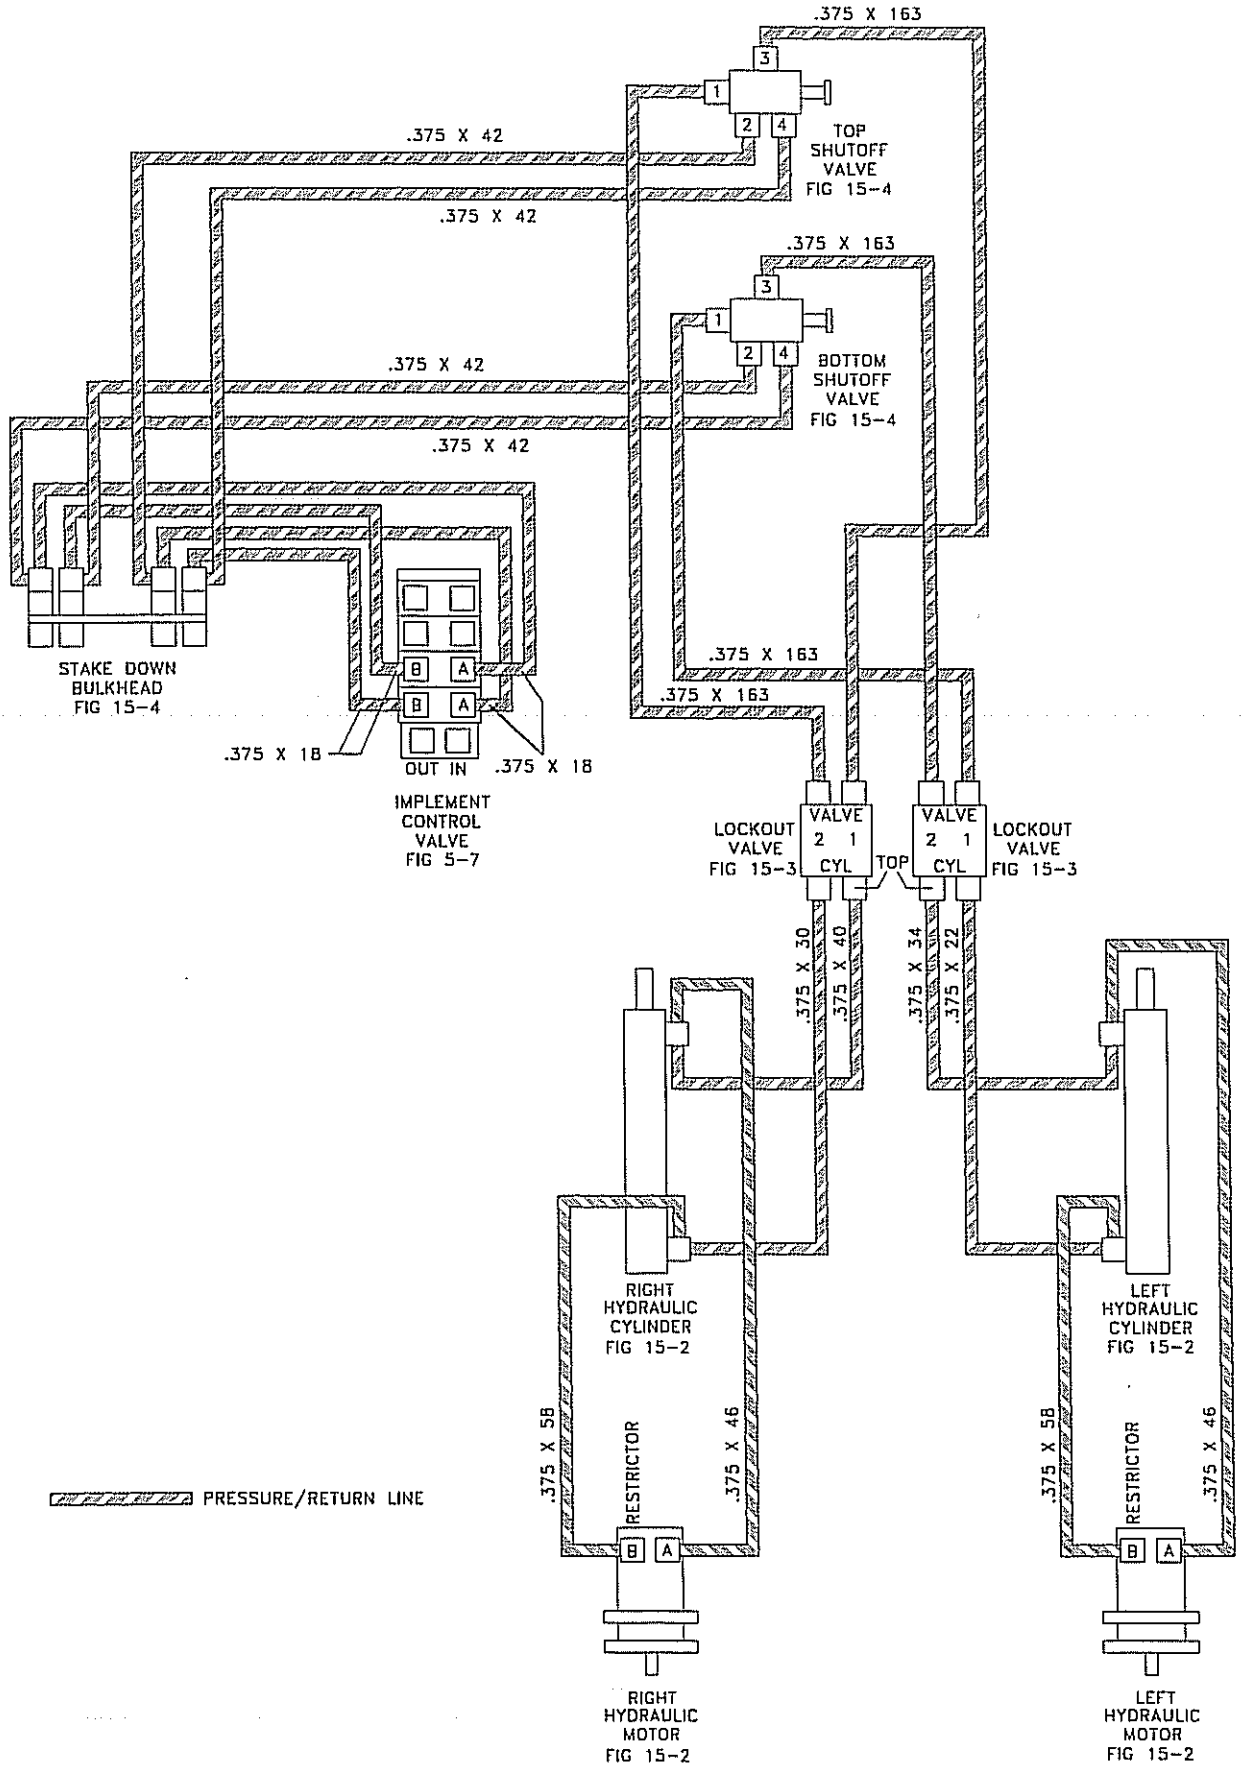 .375 X 163
3
1
2 4
TOP
SHUTOFF
VALVE
FIG 15-4
.375 X 42
.375 X 42
.375 X 163
3
1
2 4
BOTTOM
SHUTOFF
VALVE
FIG 15-4
.375 X 42
.375 X 42
STAKE DOWN
BULKHEAD
FIG 15-4
B A
B A
OUT IN
.375 X 18
.375 X 18
IMPLEMENT
CONTROL
VALVE
FIG 5-7
.375 X 163
.375 X 163
LOCKOUT
VALVE
FIG 15-3
VALVE
2 1
CYL
TOP
VALVE
2 1
CYL
LOCKOUT
VALVE
FIG 15-3
.375 X 30
.375 X 40
.375 X 34
.375 X 22
RIGHT
HYDRAULIC
CYLINDER
FIG 15-2
LEFT
HYDRAULIC
CYLINDER
FIG 15-2
.375 X 58
RESTRICTOR
.375 X 46
.375 X 58
RESTRICTOR
.375 X 46
PRESSURE/RETURN LINE
B A
B A
RIGHT
HYDRAULIC
MOTOR
FIG 15-2
LEFT
HYDRAULIC
MOTOR
FIG 15-2